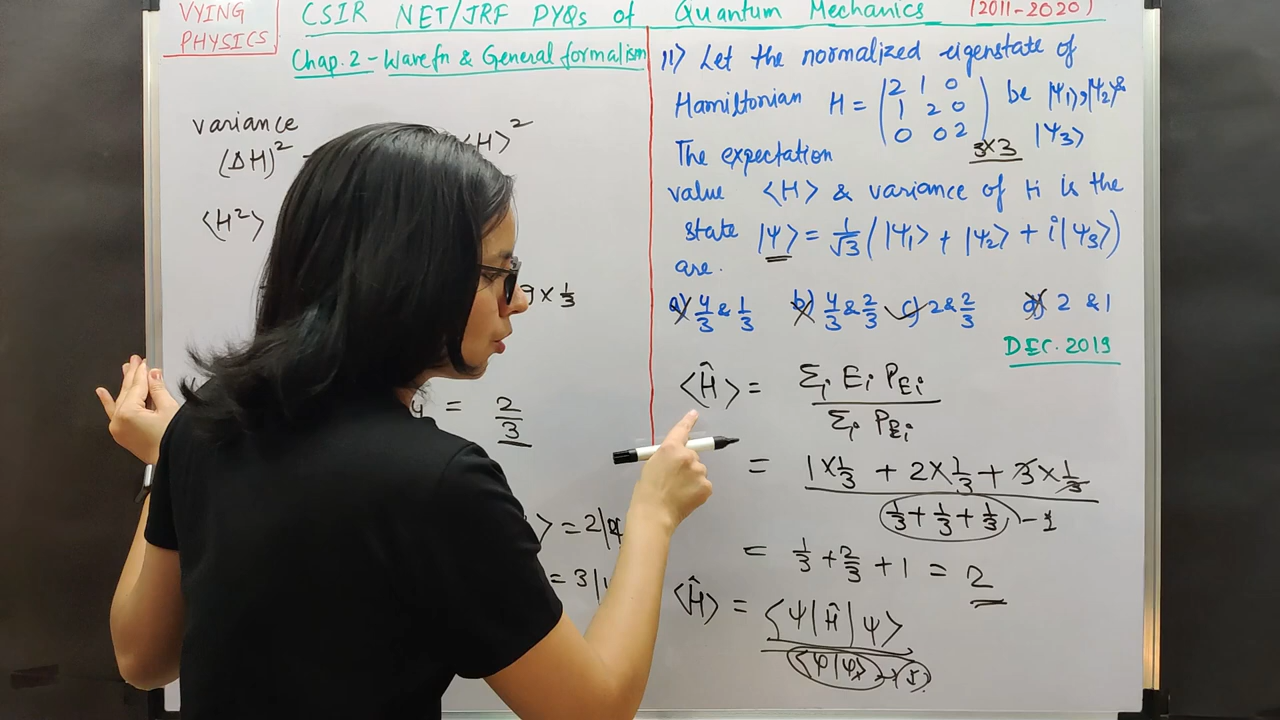 VYING
PHYSICS
CSIR NET/JRF PYQs of Quantum Mechanics (2011-2020)
Chap. 2 - Wavefn & General formalism
variance
(ΔH)²
⟨H⟩²
⟨H²⟩
9 × 1/3
4 = 2/3
⟩ = 2|
= 3|
11) Let the normalized eigenstate of
Hamiltonian H = (2 1 0
1 2 0
0 0 2) be |Ψ1⟩, |Ψ2⟩ &
|Ψ3⟩
3×3
The expectation
value ⟨H⟩ & variance of H is the
state |Ψ⟩ = 1/√3 (|Ψ1⟩ + |Ψ2⟩ + i|Ψ3⟩)
are.
a) 4/3 & 1/3 b) 4/3 & 2/3 c) 2 & 2/3 d) 2 & 1
DEC. 2019
⟨Ĥ⟩ = Σi Ei PEi / Σi PEi
= 1×1/3 + 2×1/3 + 3×1/3 / 1/3 + 1/3 + 1/3 → 1
= 1/3 + 2/3 + 1 = 2
⟨Ĥ⟩ = ⟨Ψ|Ĥ|Ψ⟩ / ⟨Ψ|Ψ⟩